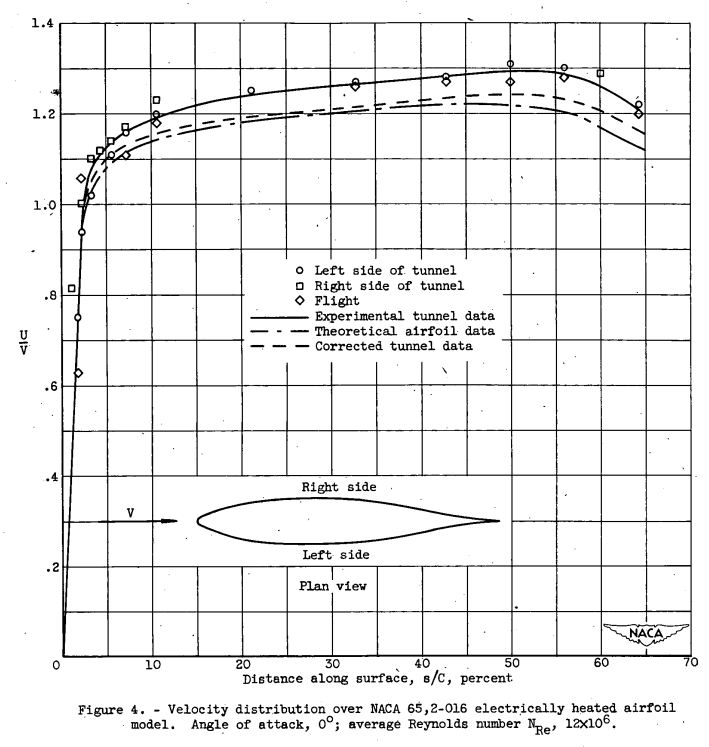 1.4
1.2
1.0
.8
U
V
.6
.4
.2
0
Left side of tunnel
Right side of tunnel
Flight
Experimental tunnel data
Theoretical airfoil data
Corrected tunnel data
Right side
V
Left side
Plan view
NACA
0 10 20 30 40 50 60 70
Distance along surface, s/C, percent
Figure 4. - Velocity distribution over NACA 65,2-016 electrically heated airfoil
model. Angle of attack, 0°; average Reynolds number N_Re, 12×10⁶.